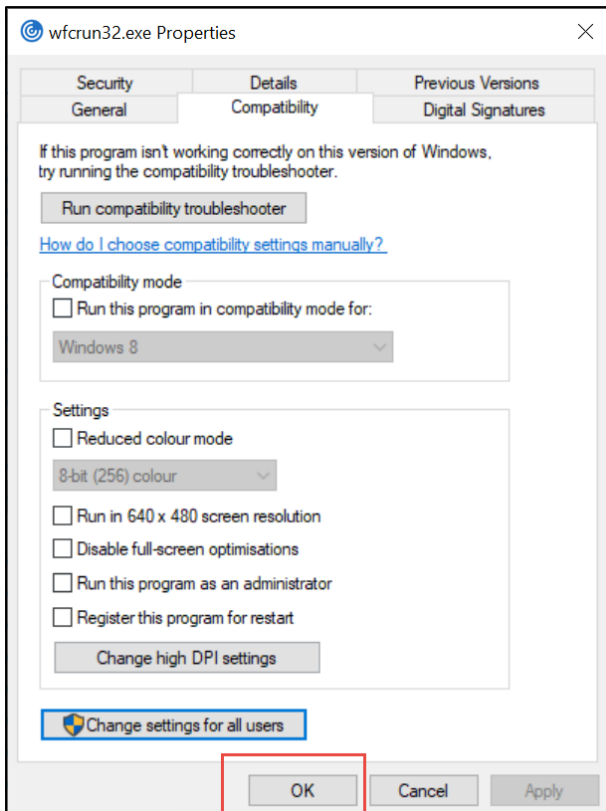 wfcrun32.exe Properties
Security Details Previous Versions
General Compatibility Digital Signatures
If this program isn't working correctly on this version of Windows,
try running the compatibility troubleshooter.
Run compatibility troubleshooter
How do I choose compatibility settings manually?
Compatibility mode
Run this program in compatibility mode for:
Windows 8
Settings
Reduced colour mode
8-bit (256) colour
Run in 640 x 480 screen resolution
Disable full-screen optimisations
Run this program as an administrator
Register this program for restart
Change high DPI settings
Change settings for all users
OK Cancel Apply